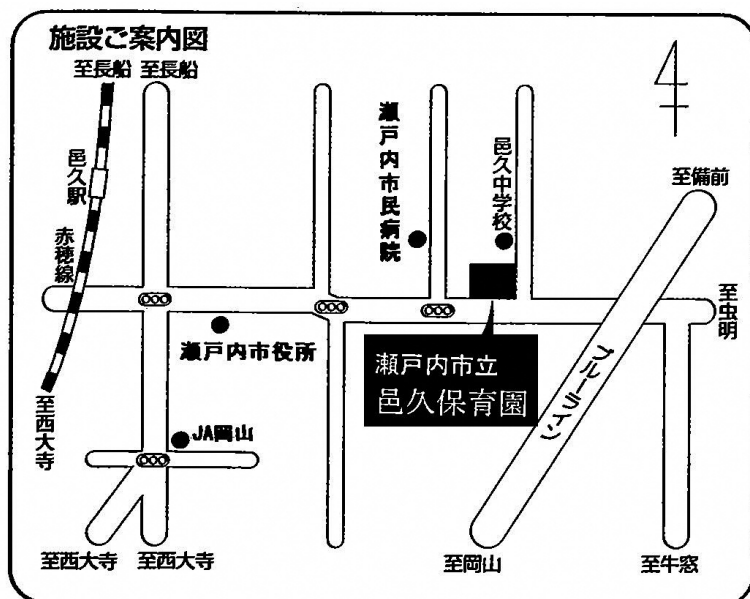 施設ご案内図
至長船
至長船
邑久駅
赤穂線
至西大寺
瀬戸内市民病院
邑久中学校
至備前
至虫明
瀬戸内市役所
瀬戸内市立
邑久保育園
ブルーライン
JA岡山
至西大寺
至西大寺
至岡山
至牛窓